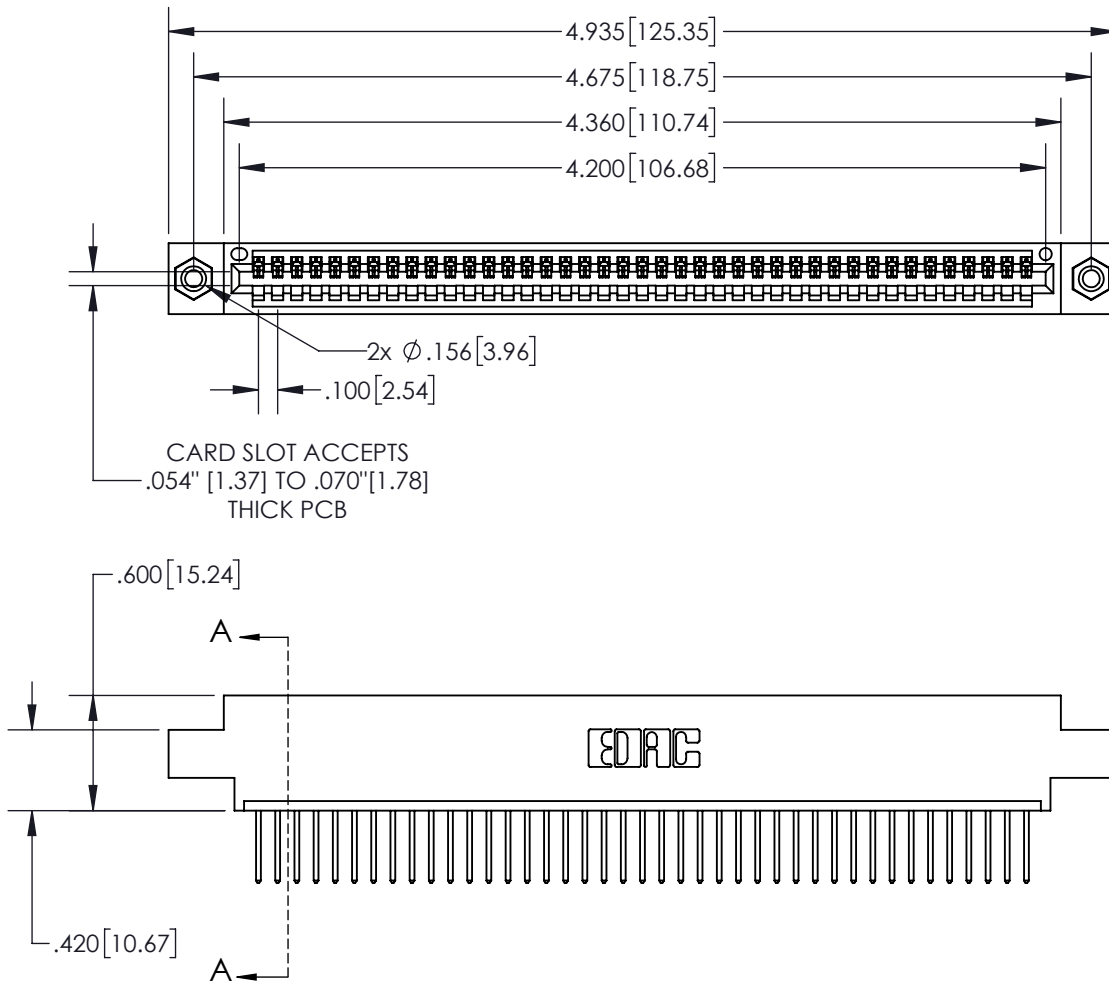 4.935[125.35]
4.675[118.75]
4.360[110.74]
4.200[106.68]
2x Ø.156[3.96]
.100[2.54]
CARD SLOT ACCEPTS
.054" [1.37] TO .070"[1.78]
THICK PCB
.600[15.24]
A
EDAC
.420[10.67]
A